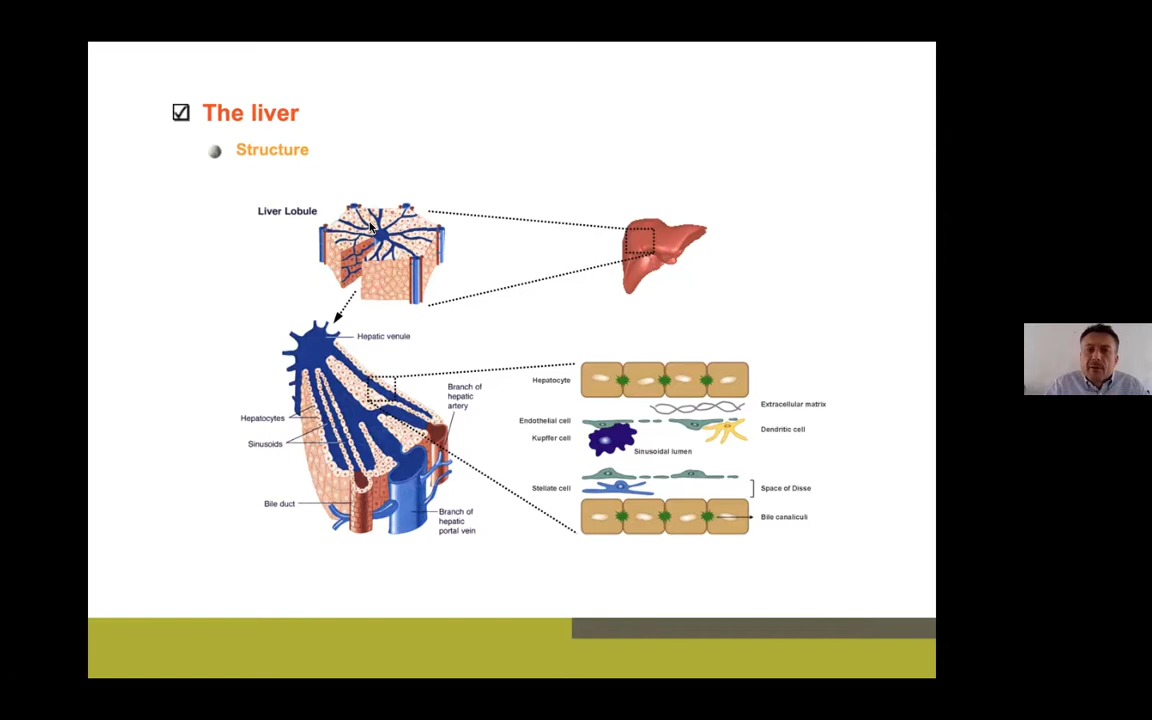 The liver
Structure
Liver Lobule
Hepatic venule
Branch of
hepatic
artery
Hepatocytes
Sinusoids
Bile duct
Branch of
hepatic
portal vein
Hepatocyte
Extracellular matrix
Endothelial cell
Dendritic cell
Kupffer cell
Sinusoidal lumen
Stellate cell
Space of Disse
Bile canaliculi